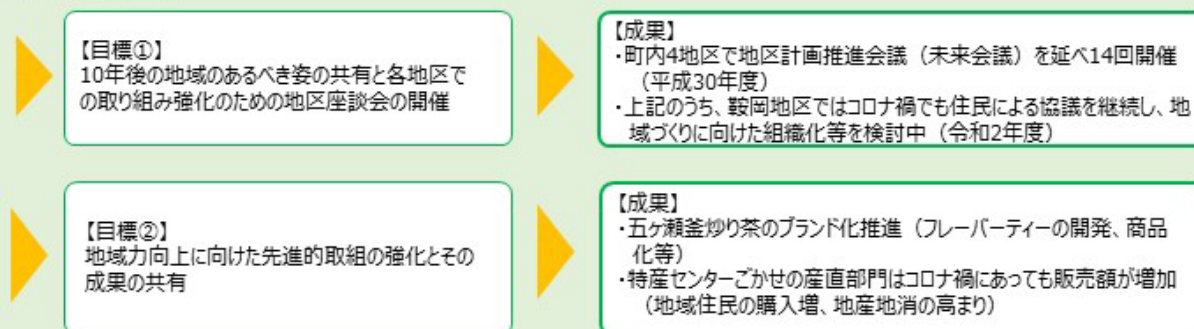 【目標①】
10年後の地域のあるべき姿の共有と各地区で
の取り組み強化のための地区座談会の開催
【成果】
・町内4地区で地区計画推進会議（未来会議）を延べ14回開催
（平成30年度）
・上記のうち、鞍岡地区ではコロナ禍でも住民による協議を継続し、地
域づくりに向けた組織化等を検討中（令和2年度）
【目標②】
地域力向上に向けた先進的取組の強化とその
成果の共有
【成果】
・五ヶ瀬釜炒り茶のブランド化推進（フレーバーティーの開発、商品
化等）
・特産センターごかせの産直部門はコロナ禍にあっても販売額が増加
（地域住民の購入増、地産地消の高まり）